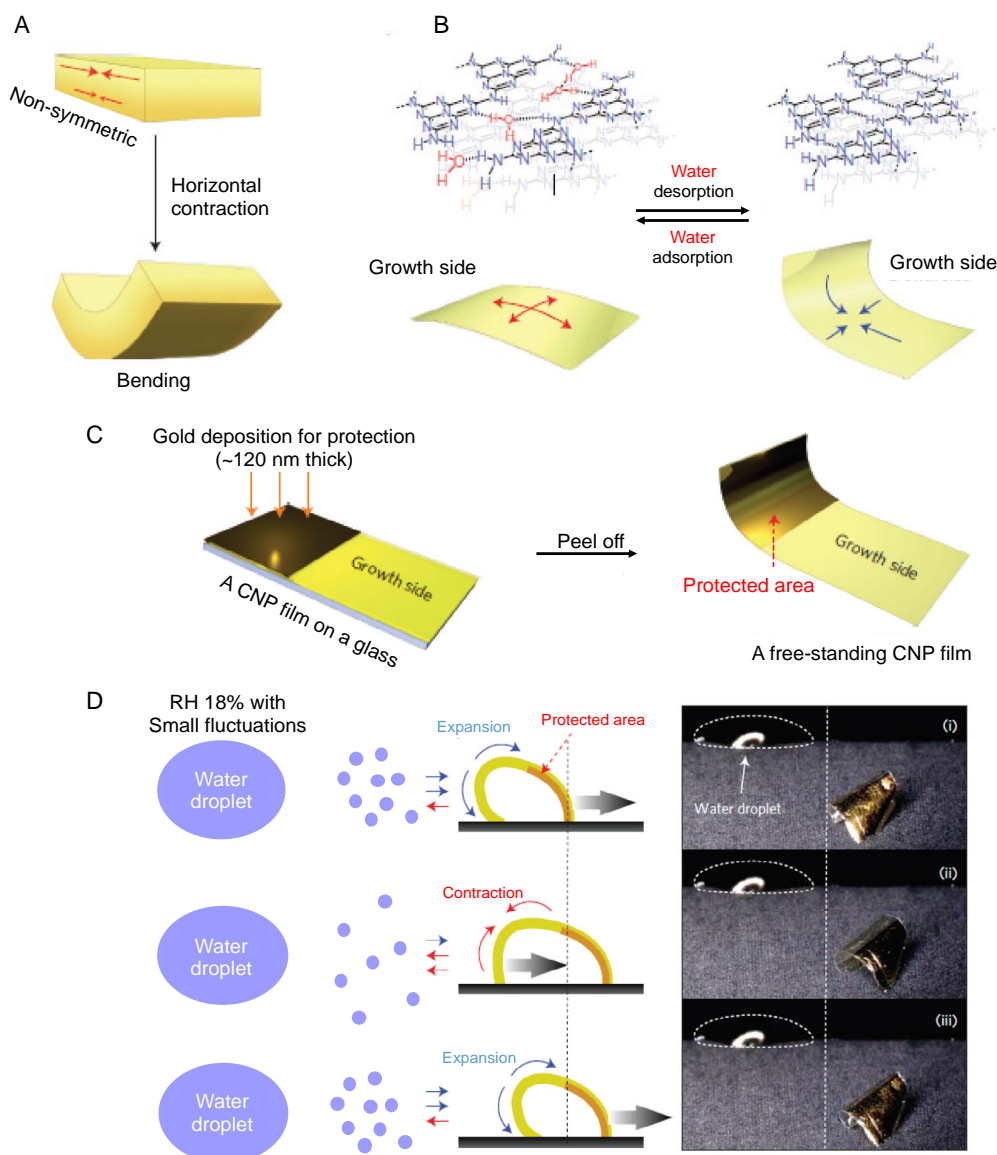 A
Non-symmetric
Horizontal
contraction
Bending
B
Water
desorption
Water
adsorption
Growth side
Growth side
C
Gold deposition for protection
(~120 nm thick)
Growth side
A CNP film on a glass
Peel off
Growth side
Protected area
A free-standing CNP film
D
RH 18% with
Small fluctuations
Water
droplet
Expansion
Protected area
(i)
Water droplet
Water
droplet
Contraction
(ii)
Water
droplet
Expansion
(iii)